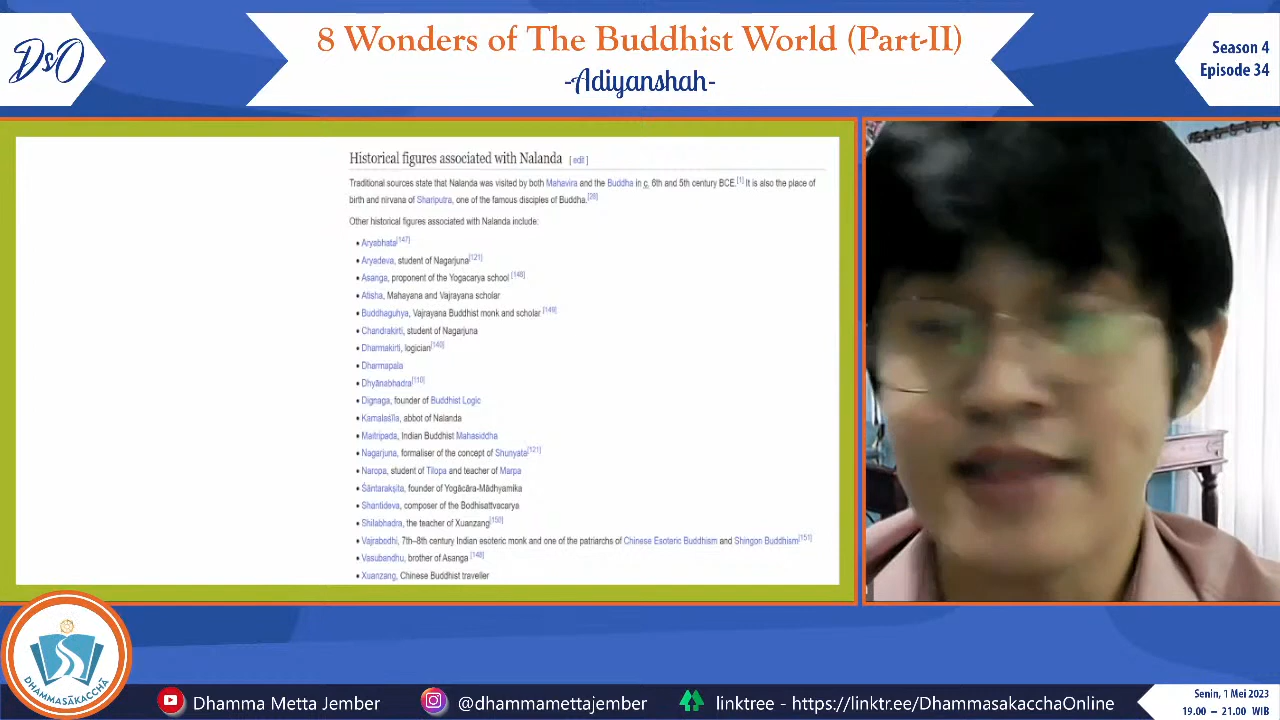 DsO
8 Wonders of The Buddhist World (Part-II)
-Adiyanshah-
Season 4
Episode 34
Historical figures associated with Nalanda [ edit ]
Traditional sources state that Nalanda was visited by both Mahavira and the Buddha in c. 6th and 5th century BCE.[1] It is also the place of
birth and nirvana of Shariputra, one of the famous disciples of Buddha.[28]
Other historical figures associated with Nalanda include:
• Aryabhata[147]
• Aryadeva, student of Nagarjuna[121]
• Asanga, proponent of the Yogacarya school [148]
• Atisha, Mahayana and Vajrayana scholar
• Buddhaguhya, Vajrayana Buddhist monk and scholar [149]
• Chandrakirti, student of Nagarjuna
• Dharmakirti, logician[140]
• Dharmapala
• Dhyānabhadra[110]
• Dignaga, founder of Buddhist Logic
• Kamalaśīla, abbot of Nalanda
• Maitripada, Indian Buddhist Mahasiddha
• Nagarjuna, formaliser of the concept of Shunyata[121]
• Naropa, student of Tilopa and teacher of Marpa
• Śāntarakṣita, founder of Yogācāra-Mādhyamika
• Shantideva, composer of the Bodhisattvacarya
• Shilabhadra, the teacher of Xuanzang[150]
• Vajrabodhi, 7th–8th century Indian esoteric monk and one of the patriarchs of Chinese Esoteric Buddhism and Shingon Buddhism[151]
• Vasubandhu, brother of Asanga [148]
• Xuanzang, Chinese Buddhist traveller
DHAMMASĀKACCHĀ
Dhamma Metta Jember
@dhammamettajember
linktree - https://linktr.ee/DhammasakacchaOnline
Senin, 1 Mei 2023
19.00 – 21.00 WIB